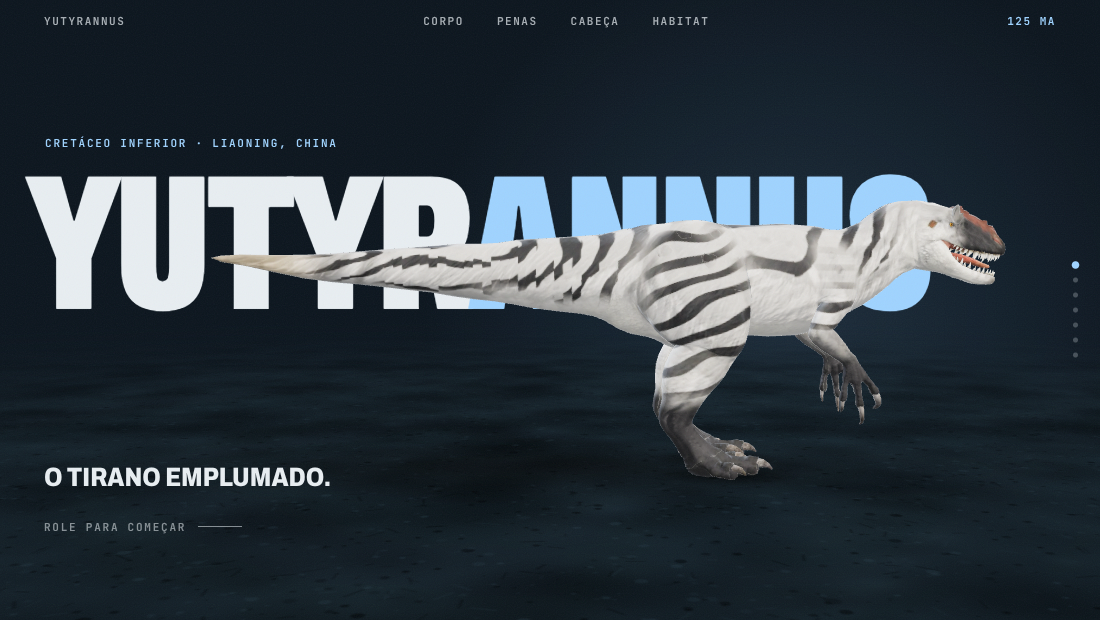 YUTYRANNUS
CORPO PENAS CABEÇA HABITAT
125 MA
CRETÁCEO INFERIOR · LIAONING, CHINA
YUTYRANNUS
O TIRANO EMPLUMADO.
ROLE PARA COMEÇAR